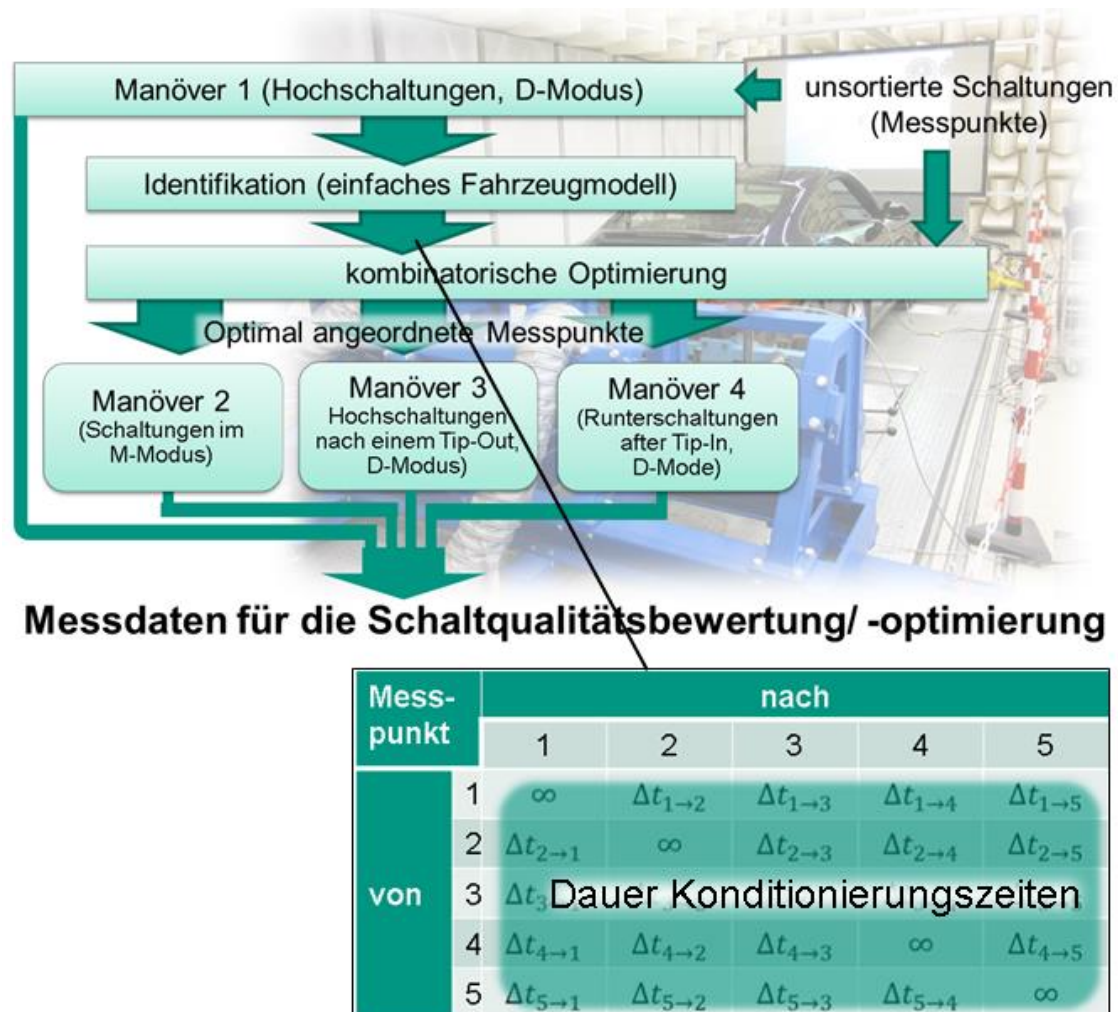 Manöver 1 (Hochschaltungen, D-Modus)
unsortierte Schaltungen
(Messpunkte)
Identifikation (einfaches Fahrzeugmodell)
kombinatorische Optimierung
Optimal angeordnete Messpunkte
Manöver 2
(Schaltungen im
M-Modus)
Manöver 3
Hochschaltungen
nach einem Tip-Out,
D-Modus)
Manöver 4
(Runterschaltungen
after Tip-In,
D-Mode)
Messdaten für die Schaltqualitätsbewertung/ -optimierung
Mess-
punkt
nach
1 2 3 4 5
von
1 ∞ Δt1→2 Δt1→3 Δt1→4 Δt1→5
2 Δt2→1 ∞ Δt2→3 Δt2→4 Δt2→5
3
Dauer Konditionierungszeiten
4 Δt4→1 Δt4→2 Δt4→3 ∞ Δt4→5
5 Δt5→1 Δt5→2 Δt5→3 Δt5→4 ∞